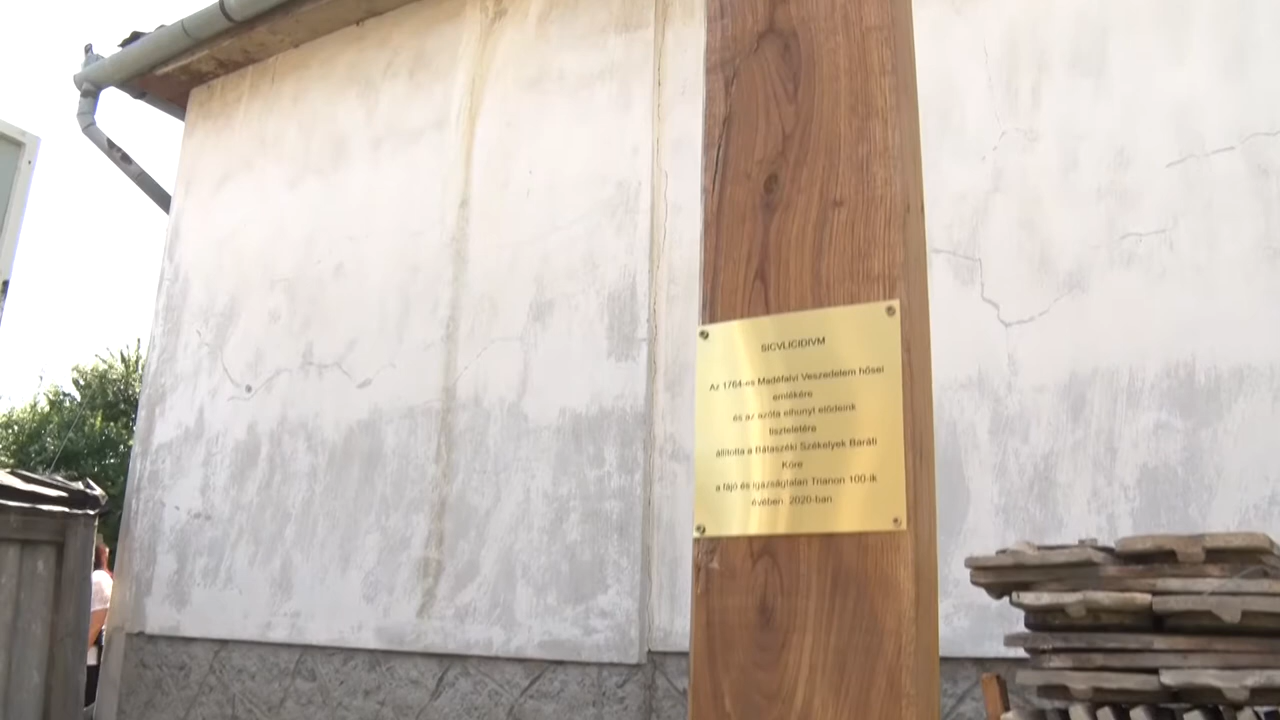 SICVLICIDIVM
Az 1764-es Madéfalvi Veszedelem hősei
emlékére
és az azóta elhunyt elődeink
tiszteletére
állította a Bátaszéki Székelyek Baráti
Köre
a fájó és igazságtalan Trianon 100-ik
évében 2020-ban